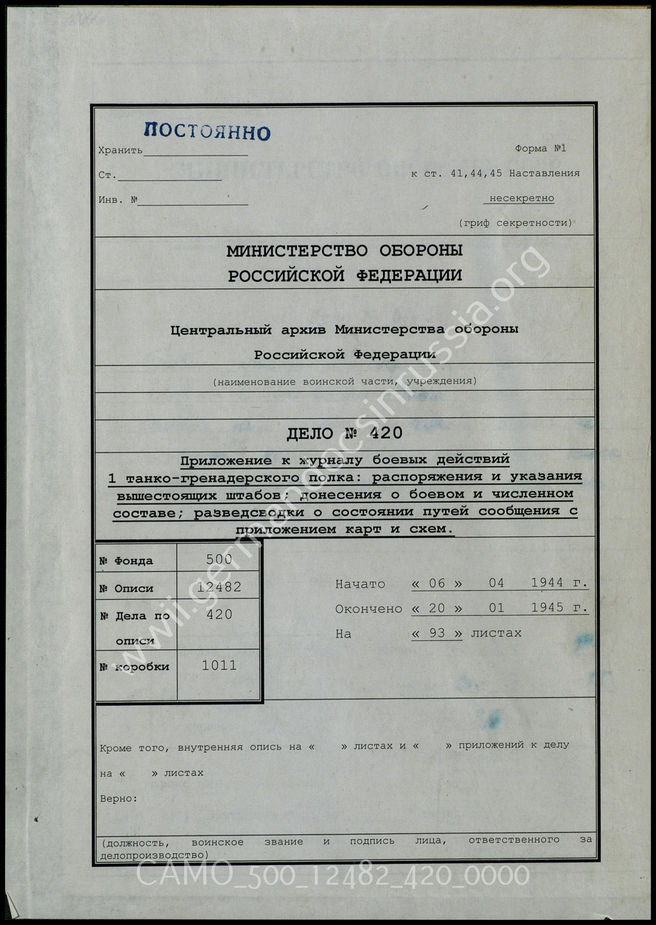 ПОСТОЯННО
Хранить
Форма №1
Ст.
к ст. 41,44,45 Наставления
Инв. №
несекретно
(гриф секретности)
МИНИСТЕРСТВО ОБОРОНЫ
РОССИЙСКОЙ ФЕДЕРАЦИИ
Центральный архив Министерства обороны
Российской Федерации
(наименование воинской части, учреждения)
ДЕЛО № 420
Приложение к журналу боевых действий
1 танко-гренадерского полка: распоряжения и указания
вышестоящих штабов; донесения о боевом и численном
составе; разведсводки о состоянии путей сообщения с
приложением карт и схем.
№ Фонда 500
№ Описи 12482
№ Дела по 420
описи
№ коробки 1011
Начато « 06 » 04 1944 г.
Окончено « 20 » 01 1945 г.
На « 93 » листах
Кроме того, внутренняя опись на « » листах и « » приложений к делу
на « » листах
Верно:
(должность, воинское звание и подпись лица, ответственного за
делопроизводство)
www.germandocsinrussia.org
CAMO_500_12482_420_0000